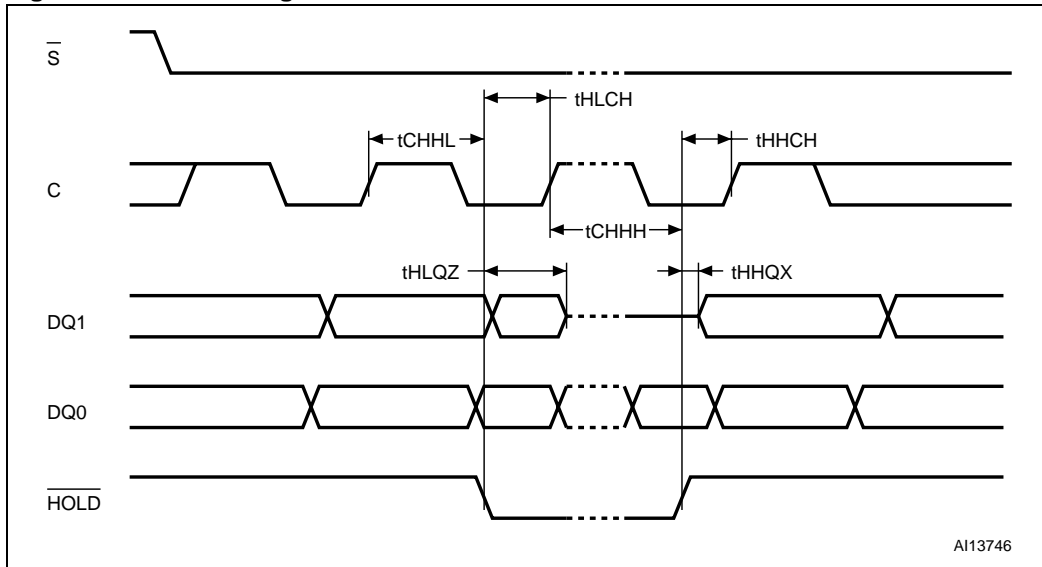 S
tHLCH
tCHHL
tHHCH
C
tCHHH
tHLQZ
tHHQX
DQ1
DQ0
HOLD
AI13746